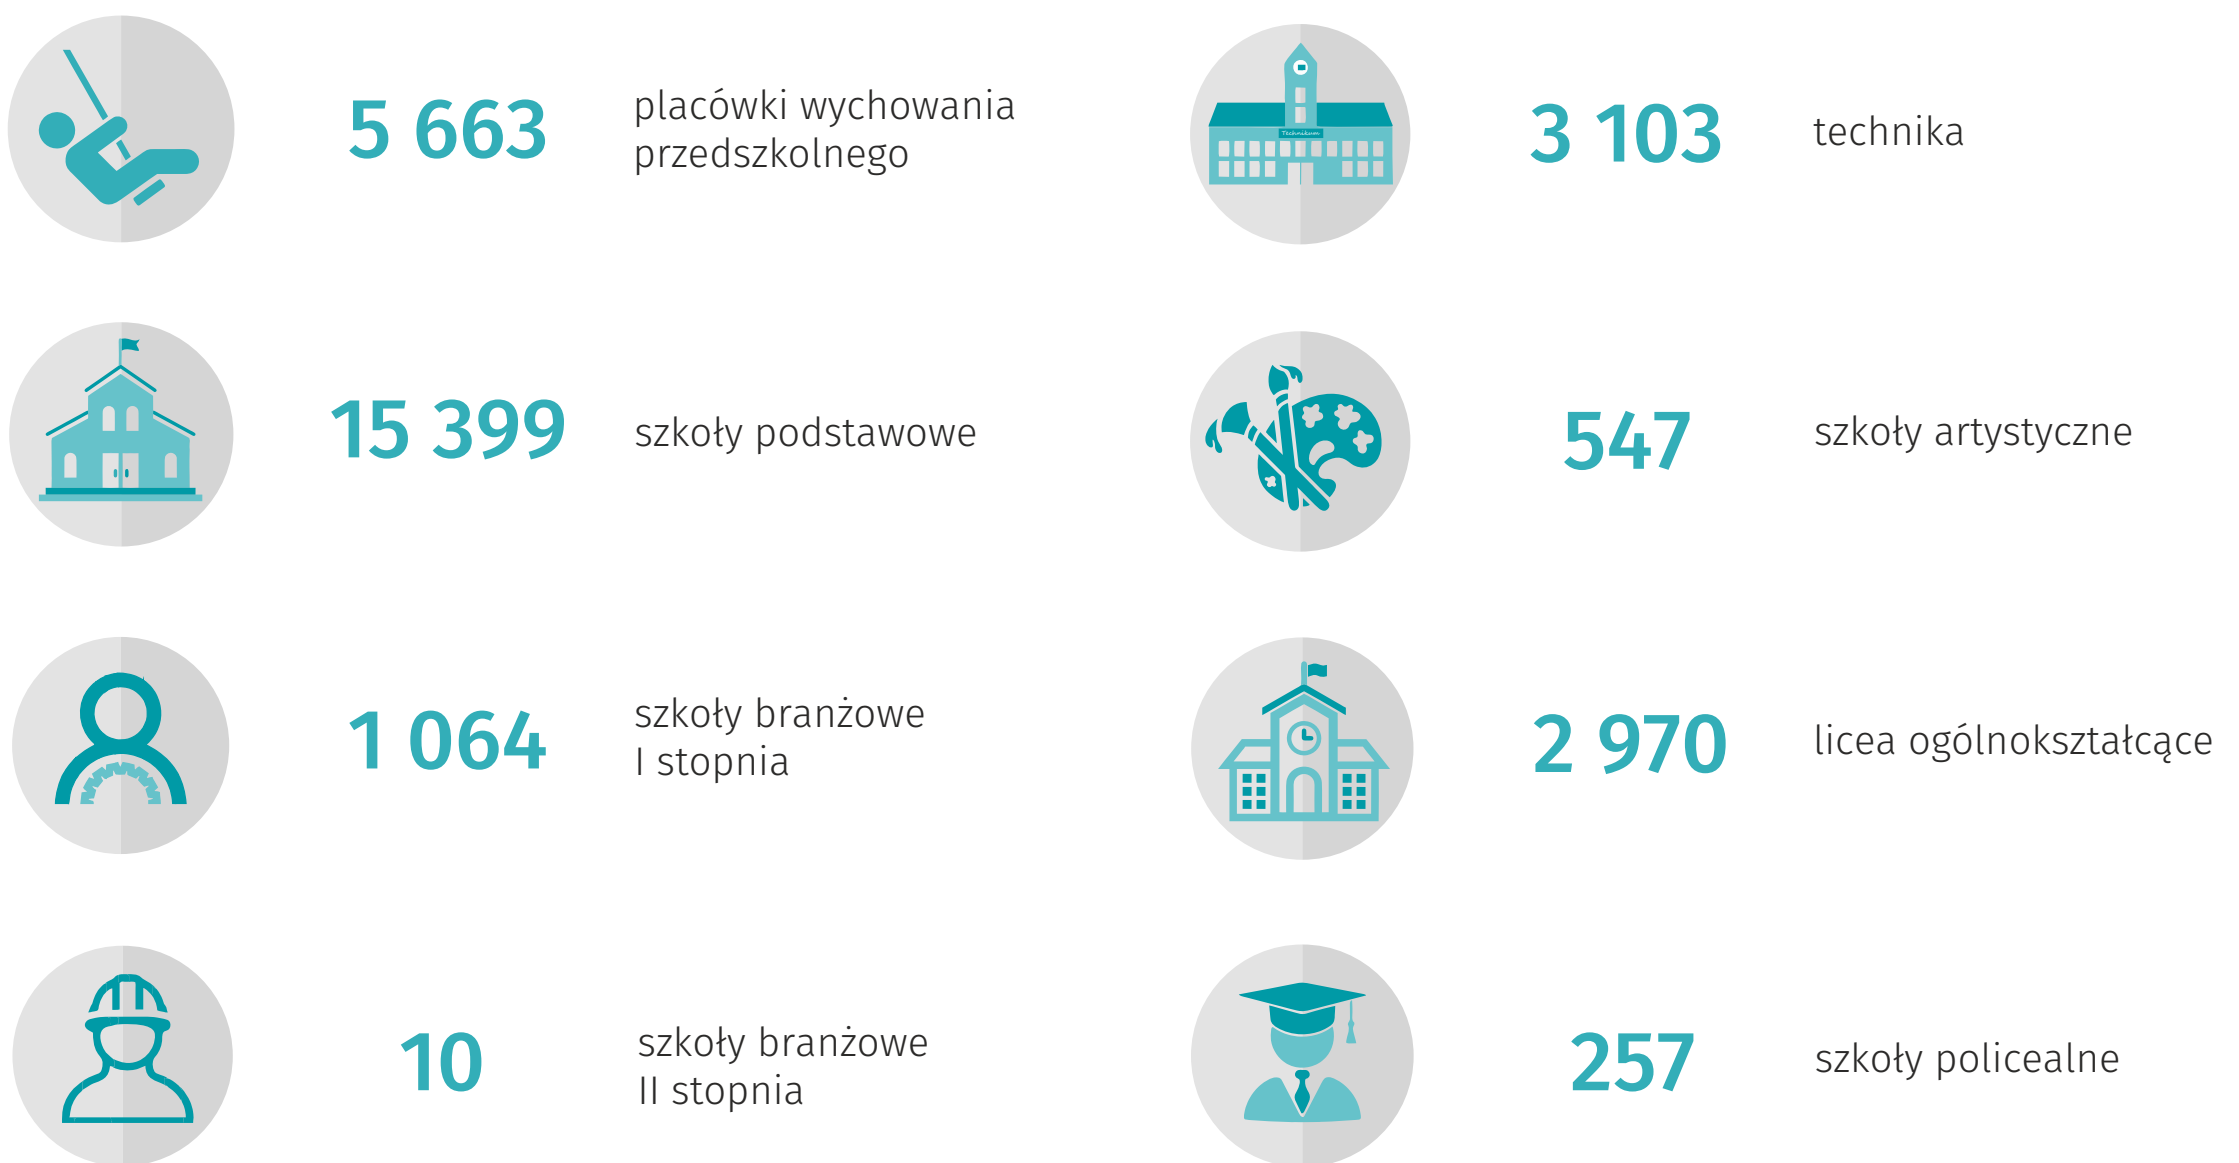 5 663
placówki wychowania
przedszkolnego
15 399
szkoły podstawowe
1 064
szkoły branżowe
I stopnia
10
szkoły branżowe
II stopnia
Technikum
3 103
technika
547
szkoły artystyczne
2 970
licea ogólnokształcące
257
szkoły policealne